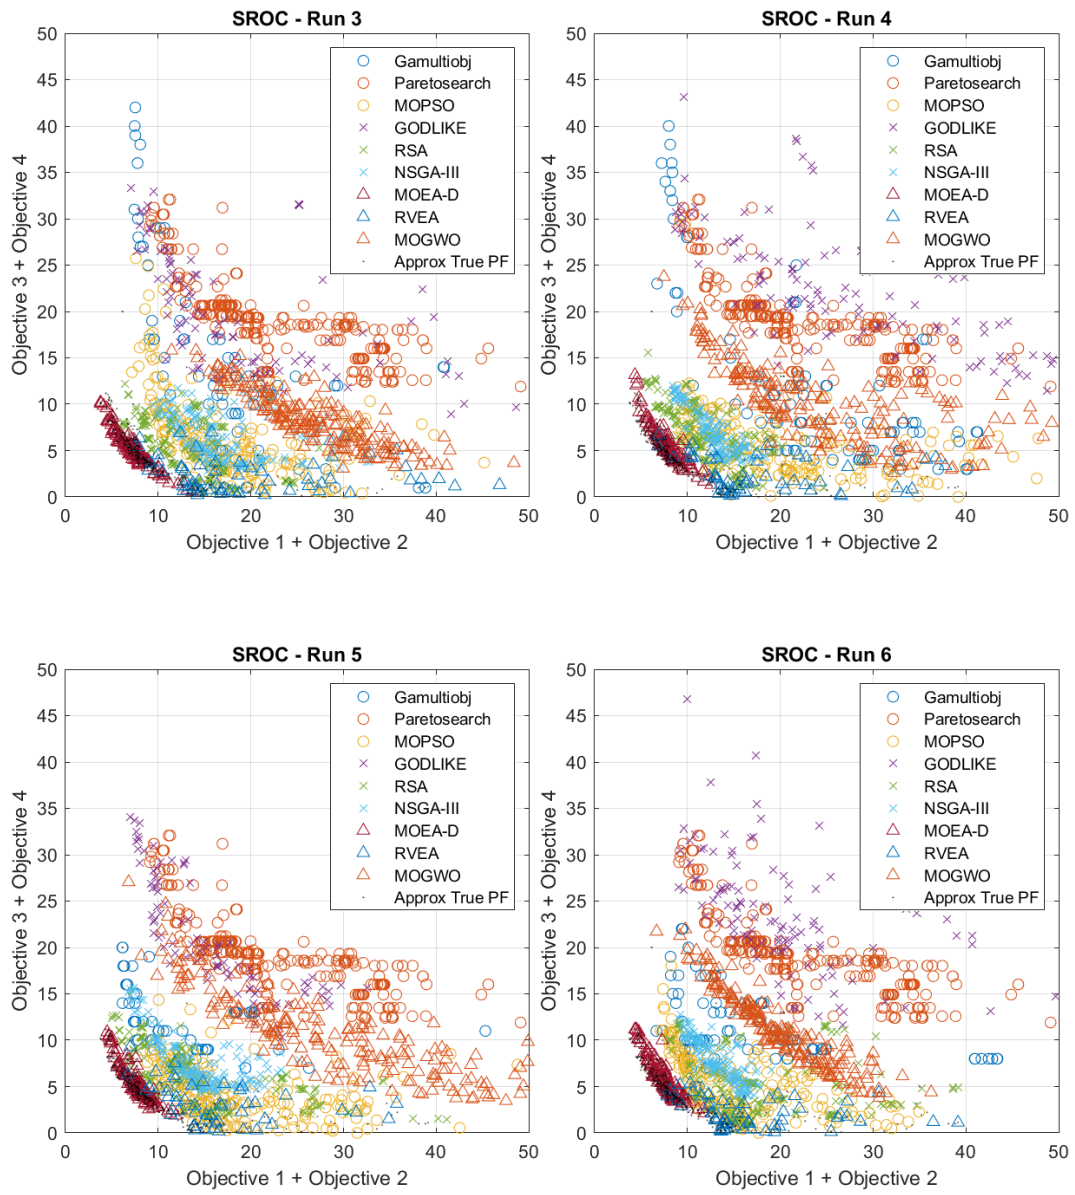 SROC - Run 3
50
45
40
35
30
25
20
15
10
5
0
Objective 3 + Objective 4
Gamultiobj
Paretosearch
MOPSO
GODLIKE
RSA
NSGA-III
MOEA-D
RVEA
MOGWO
Approx True PF
0 10 20 30 40 50
Objective 1 + Objective 2
SROC - Run 4
50
45
40
35
30
25
20
15
10
5
0
Objective 3 + Objective 4
Gamultiobj
Paretosearch
MOPSO
GODLIKE
RSA
NSGA-III
MOEA-D
RVEA
MOGWO
Approx True PF
0 10 20 30 40 50
Objective 1 + Objective 2
SROC - Run 5
50
45
40
35
30
25
20
15
10
5
0
Objective 3 + Objective 4
Gamultiobj
Paretosearch
MOPSO
GODLIKE
RSA
NSGA-III
MOEA-D
RVEA
MOGWO
Approx True PF
0 10 20 30 40 50
Objective 1 + Objective 2
SROC - Run 6
50
45
40
35
30
25
20
15
10
5
0
Objective 3 + Objective 4
Gamultiobj
Paretosearch
MOPSO
GODLIKE
RSA
NSGA-III
MOEA-D
RVEA
MOGWO
Approx True PF
0 10 20 30 40 50
Objective 1 + Objective 2